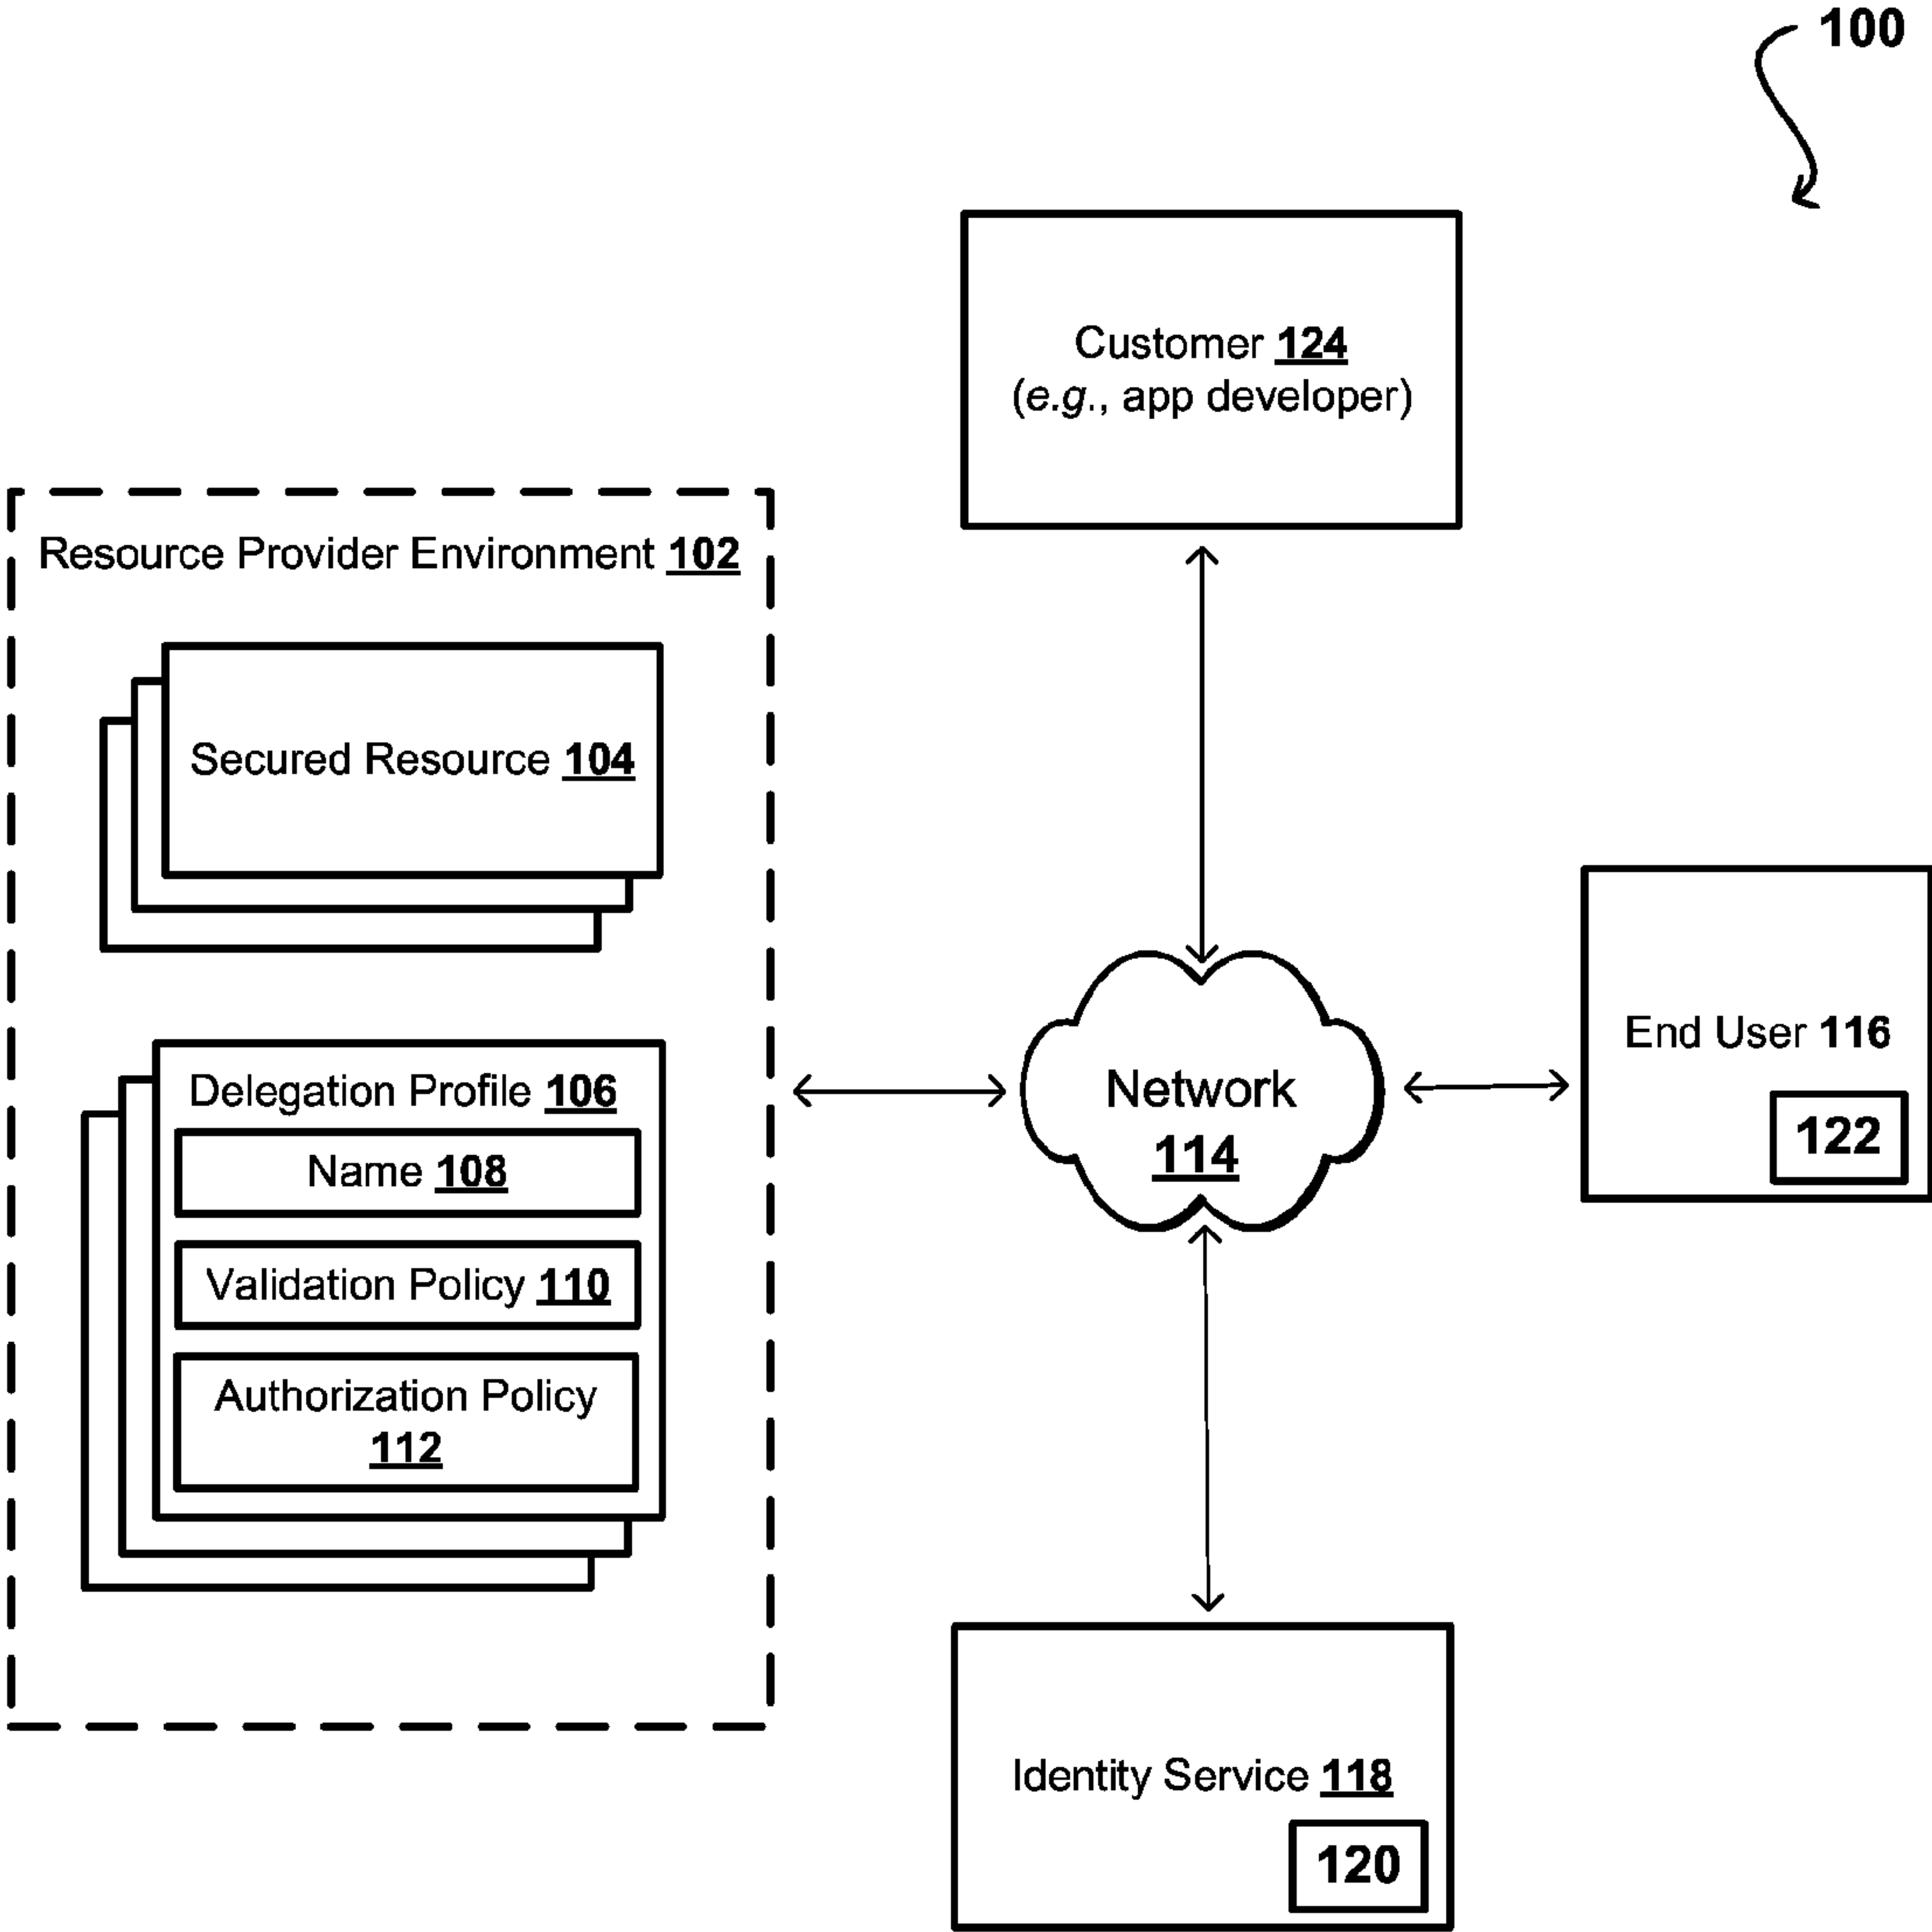 100
Customer 124
(e.g., app developer)
Resource Provider Environment 102
Secured Resource 104
Delegation Profile 106
Name 108
Validation Policy 110
Authorization Policy
112
Network
114
End User 116
122
Identity Service 118
120